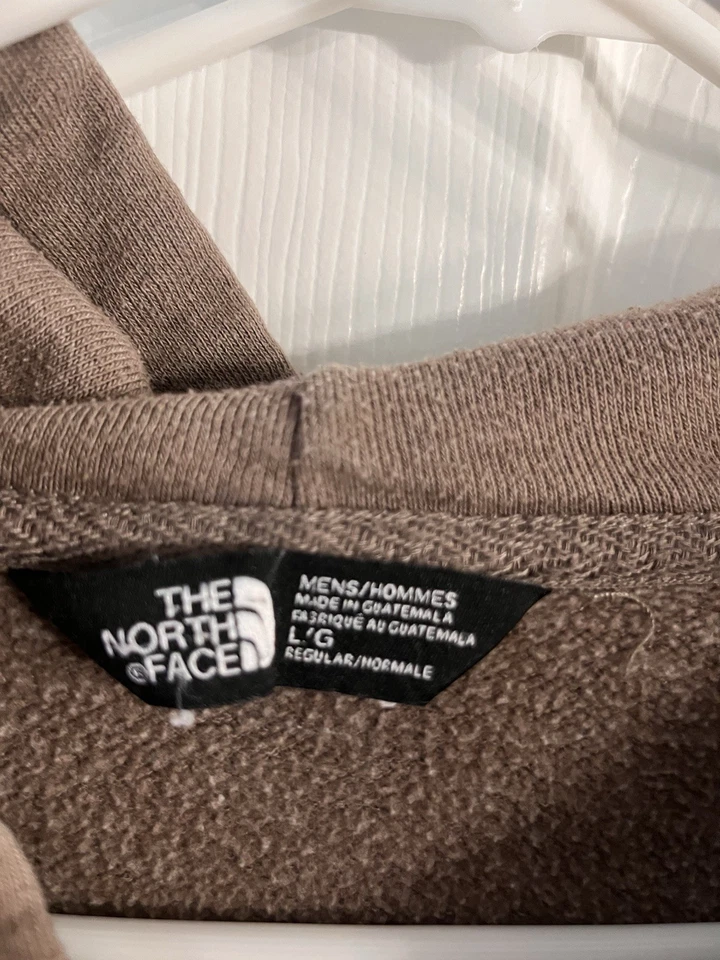 THE
NORTH
®FACE
MENS/HOMMES
MADE IN GUATEMALA
FABRIQUÉ AU GUATEMALA
L/G
REGULAR/NORMALE